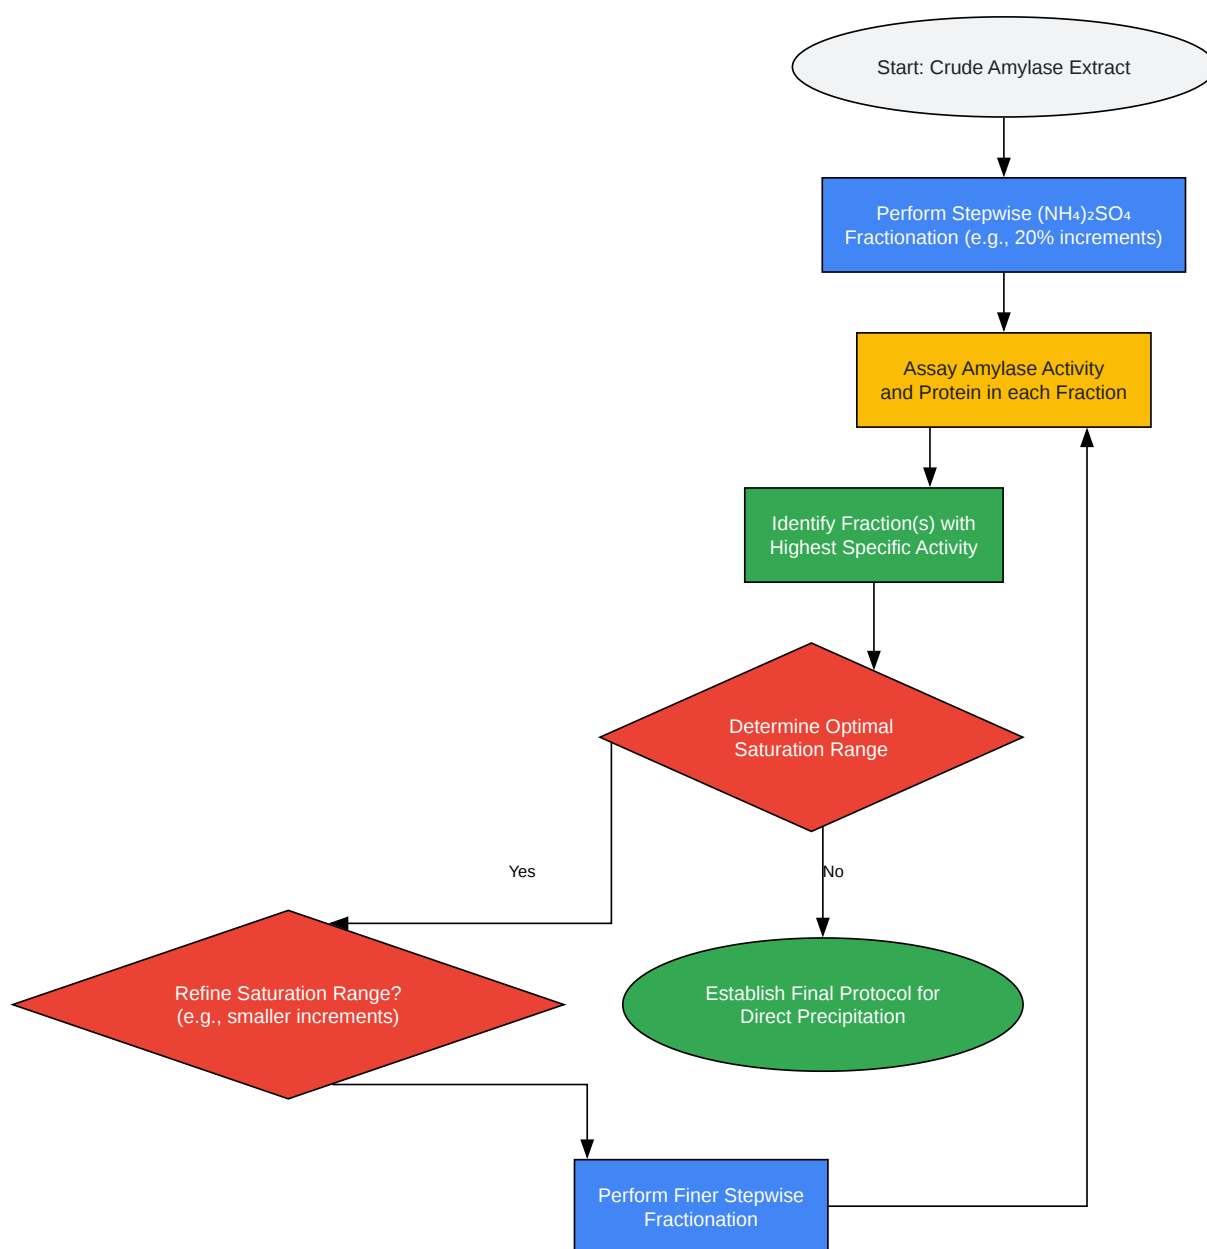 Start: Crude Amylase Extract
Perform Stepwise (NH₄)₂SO₄
Fractionation (e.g., 20% increments)
Assay Amylase Activity
and Protein in each Fraction
Identify Fraction(s) with
Highest Specific Activity
Determine Optimal
Saturation Range
Yes
No
Refine Saturation Range?
(e.g., smaller increments)
Establish Final Protocol for
Direct Precipitation
Perform Finer Stepwise
Fractionation